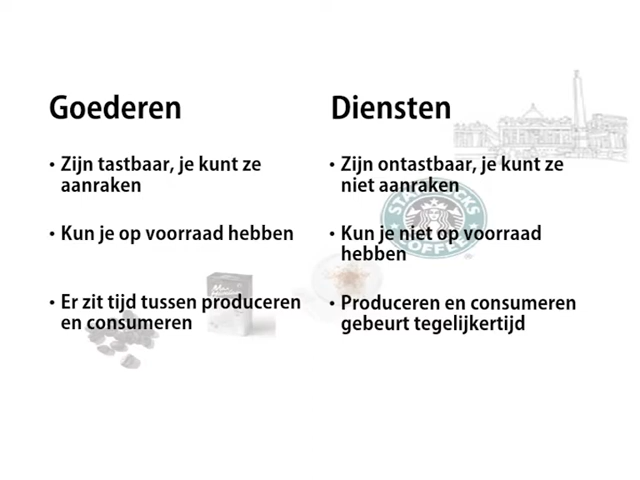 Goederen
• Zijn tastbaar, je kunt ze
aanraken
• Kun je op voorraad hebben
• Er zit tijd tussen produceren
en consumeren
Diensten
• Zijn ontastbaar, je kunt ze
niet aanraken
• Kun je niet op voorraad
hebben
• Produceren en consumeren
gebeurt tegelijkertijd
STARBUCKS
COFFEE